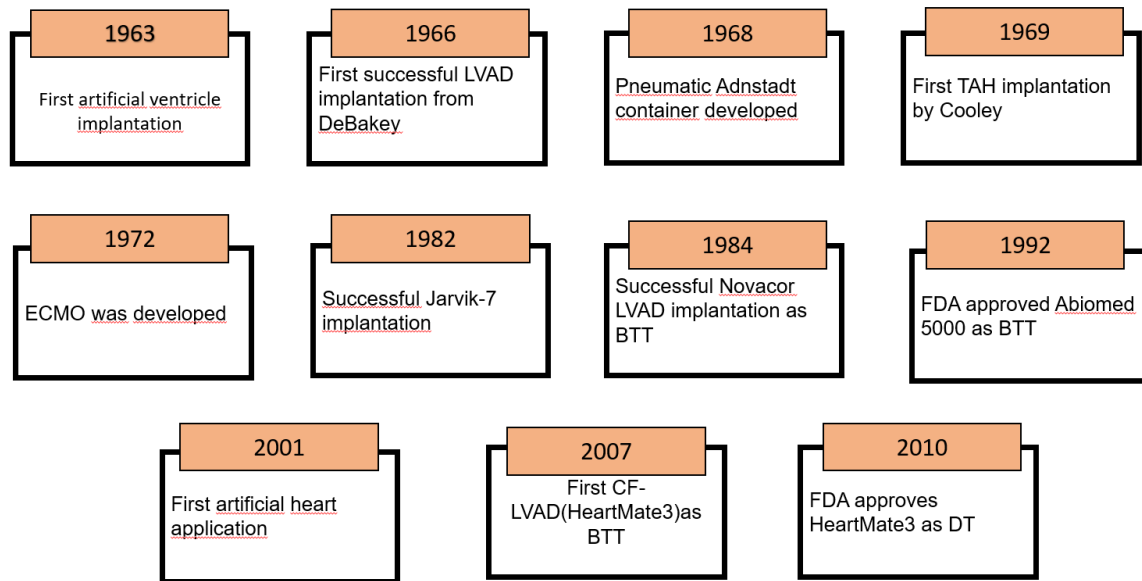 1963
First artificial ventricle
implantation
1966
First successful LVAD
implantation from
DeBakey
1968
Pneumatic Adnstadt
container developed
1969
First TAH implantation
by Cooley
1972
ECMO was developed
1982
Successful Jarvik-7
implantation
1984
Successful Novacor
LVAD implantation as
BTT
1992
FDA approved Abiomed
5000 as BTT
2001
First artificial heart
application
2007
First CF-
LVAD(HeartMate3)as
BTT
2010
FDA approves
HeartMate3 as DT